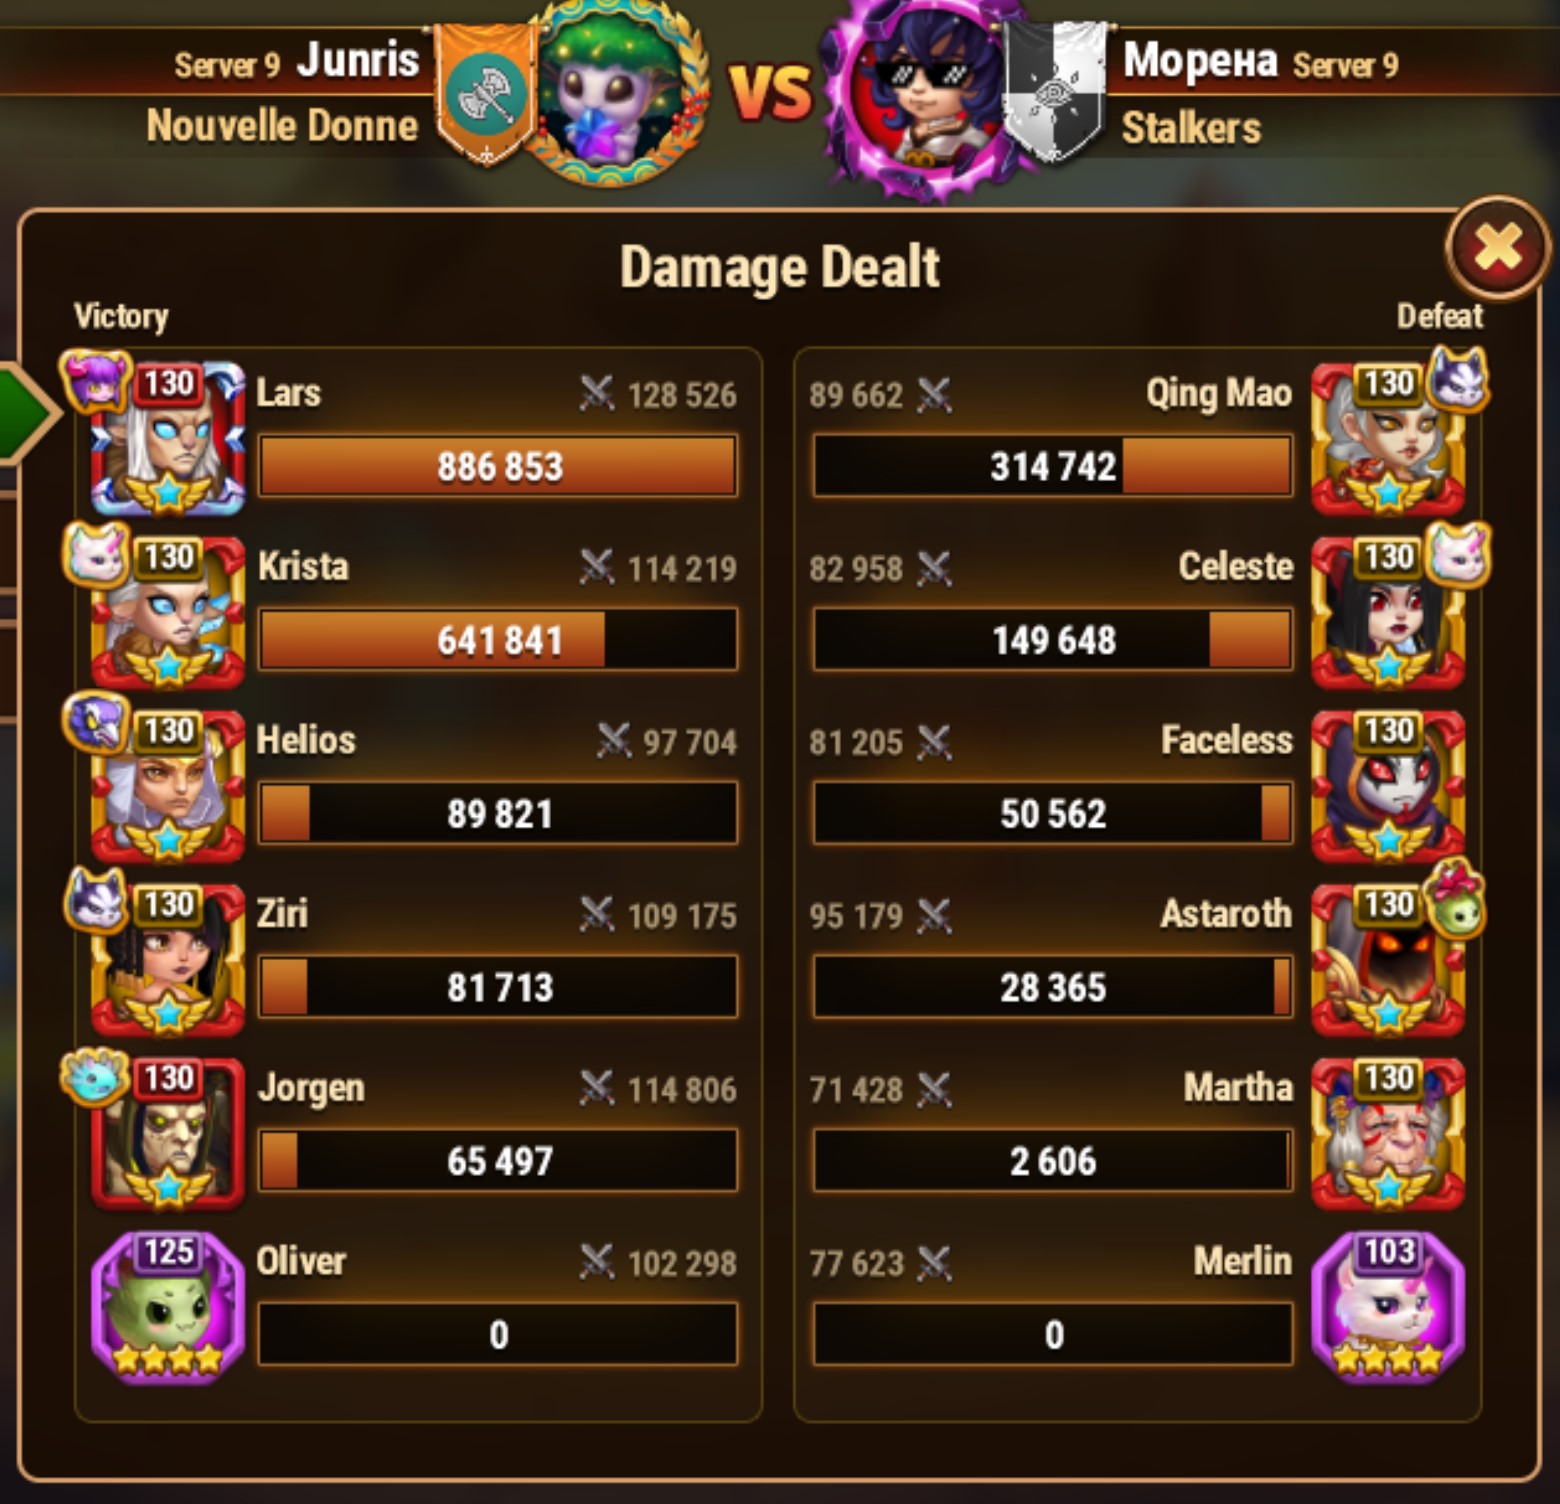 Server 9 Junris
Nouvelle Donne
VS
Морена Server 9
Stalkers
Damage Dealt
Victory
Defeat
130 Lars 128 526
886 853
130 Krista 114 219
641 841
130 Helios 97 704
89 821
130 Ziri 109 175
81 713
130 Jorgen 114 806
65 497
125 Oliver 102 298
0
89 662 Qing Mao 130
314 742
82 958 Celeste 130
149 648
81 205 Faceless 130
50 562
95 179 Astaroth 130
28 365
71 428 Martha 130
2 606
77 623 Merlin 103
0